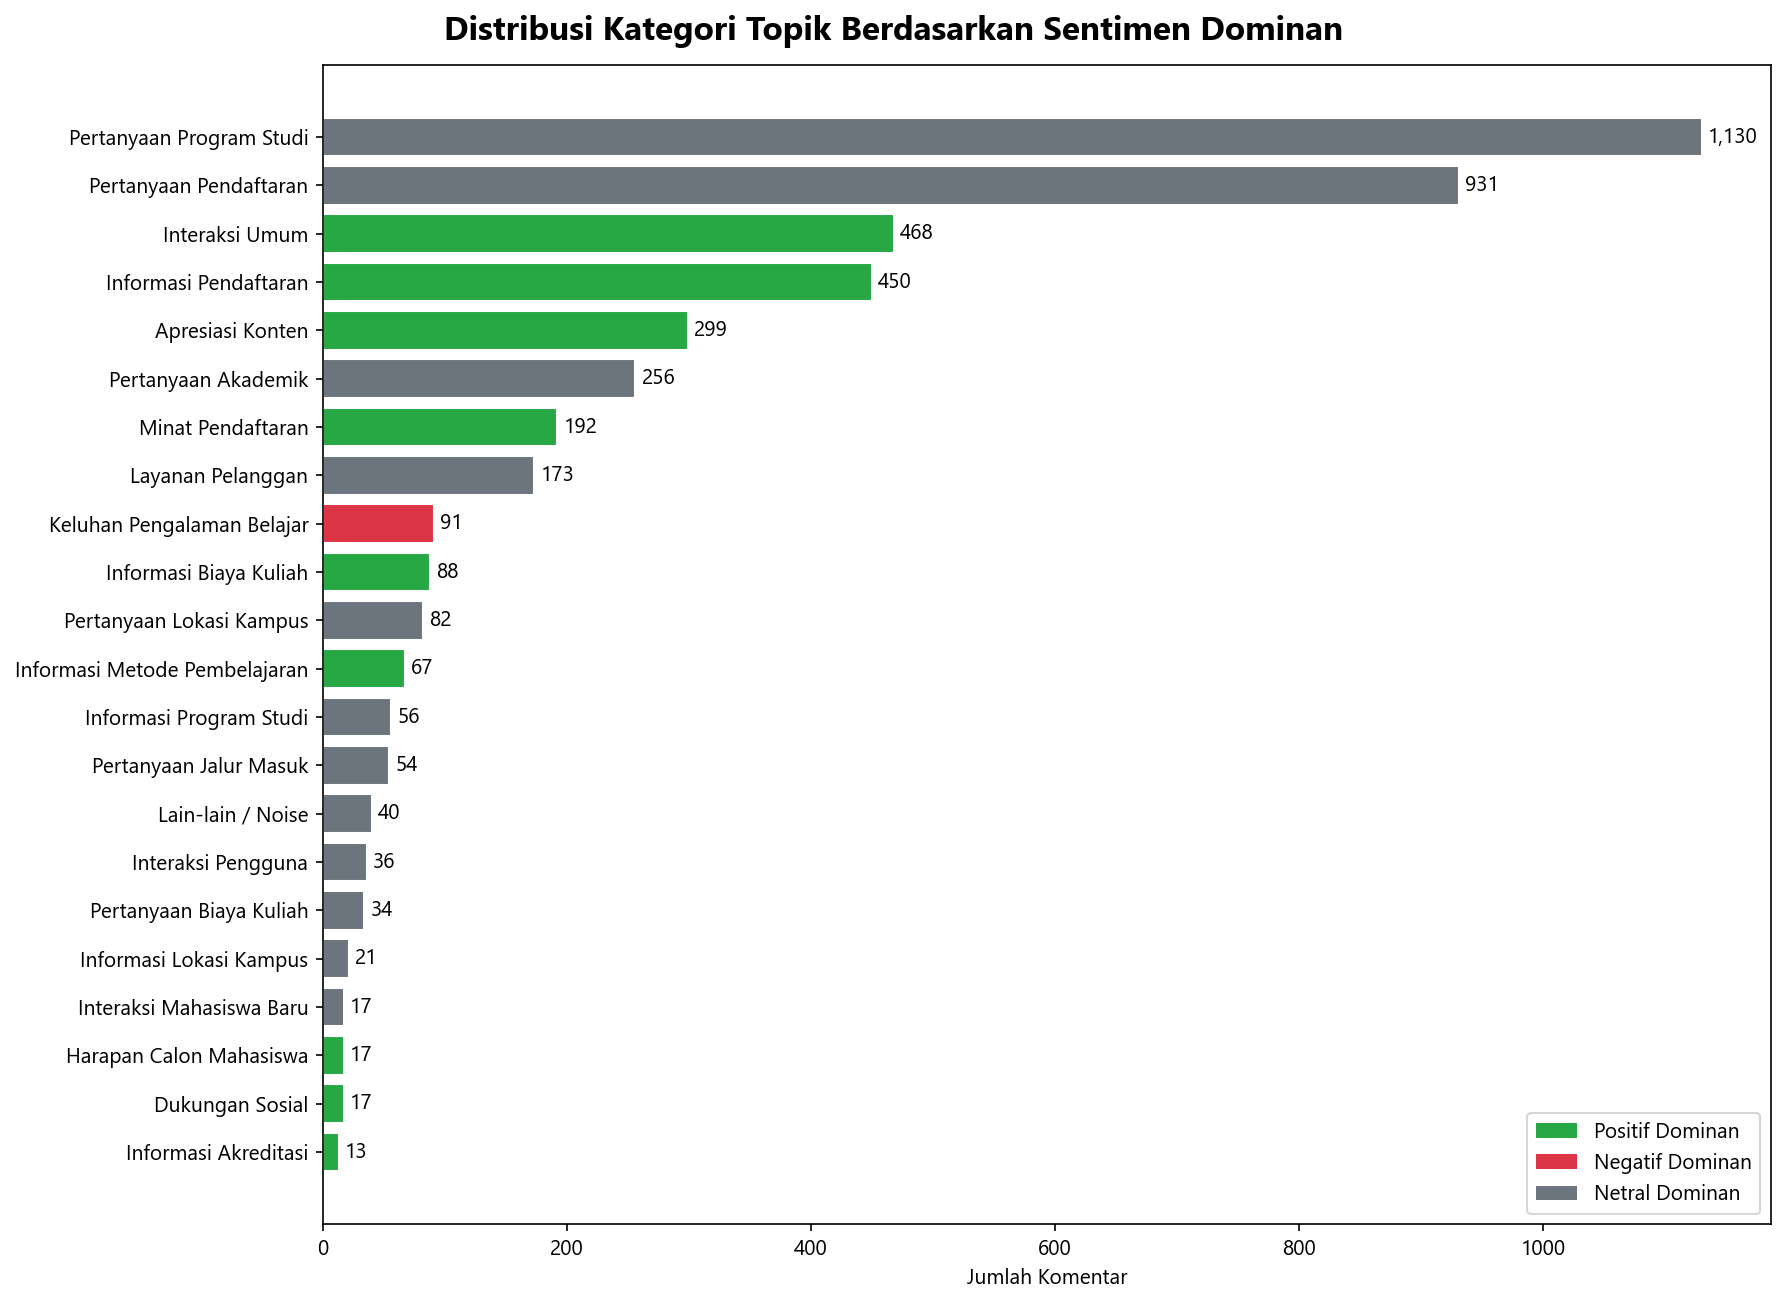 Distribusi Kategori Topik Berdasarkan Sentimen Dominan
Pertanyaan Program Studi 1,130
Pertanyaan Pendaftaran 931
Interaksi Umum 468
Informasi Pendaftaran 450
Apresiasi Konten 299
Pertanyaan Akademik 256
Minat Pendaftaran 192
Layanan Pelanggan 173
Keluhan Pengalaman Belajar 91
Informasi Biaya Kuliah 88
Pertanyaan Lokasi Kampus 82
Informasi Metode Pembelajaran 67
Informasi Program Studi 56
Pertanyaan Jalur Masuk 54
Lain-lain / Noise 40
Interaksi Pengguna 36
Pertanyaan Biaya Kuliah 34
Informasi Lokasi Kampus 21
Interaksi Mahasiswa Baru 17
Harapan Calon Mahasiswa 17
Dukungan Sosial 17
Informasi Akreditasi 13
Positif Dominan
Negatif Dominan
Netral Dominan
0 200 400 600 800 1000
Jumlah Komentar